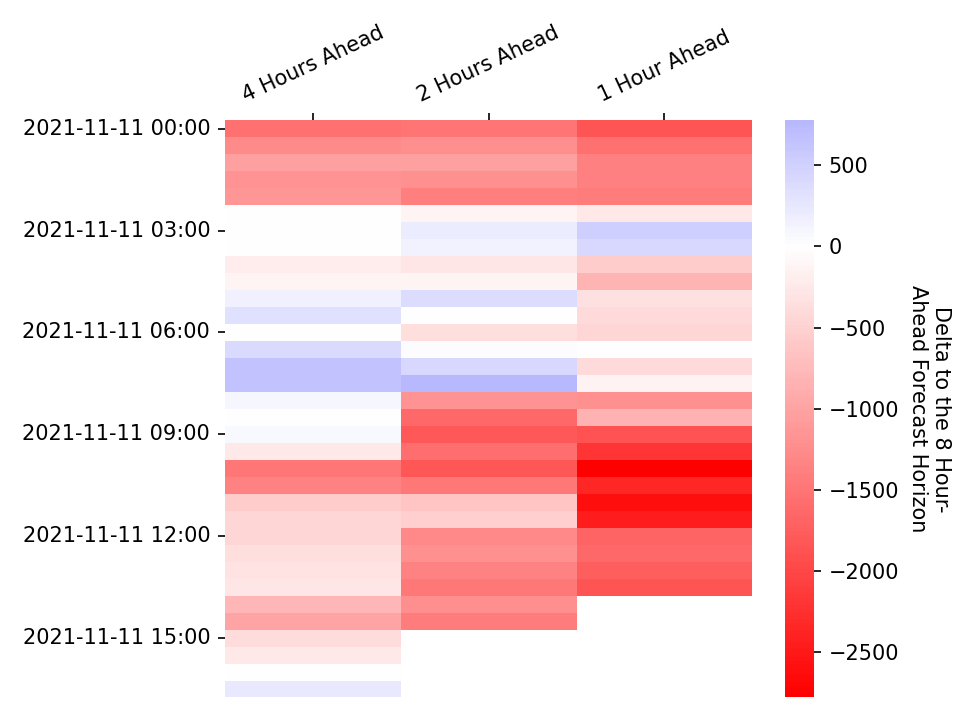 4 Hours Ahead
2 Hours Ahead
1 Hour Ahead
2021-11-11 00:00
2021-11-11 03:00
2021-11-11 06:00
2021-11-11 09:00
2021-11-11 12:00
2021-11-11 15:00
500
0
−500
−1000
−1500
−2000
−2500
Delta to the 8 Hour-
Ahead Forecast Horizon